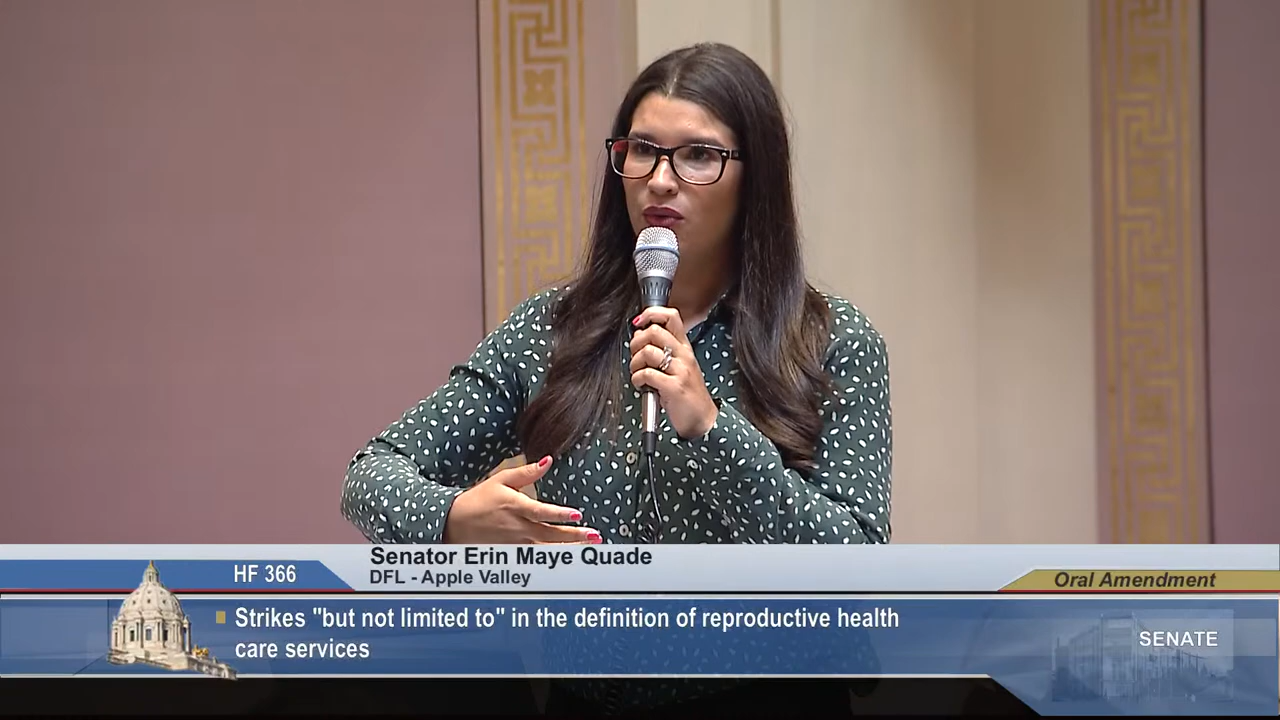 Senator Erin Maye Quade
HF 366
DFL - Apple Valley
Oral Amendment
Strikes "but not limited to" in the definition of reproductive health
care services
SENATE